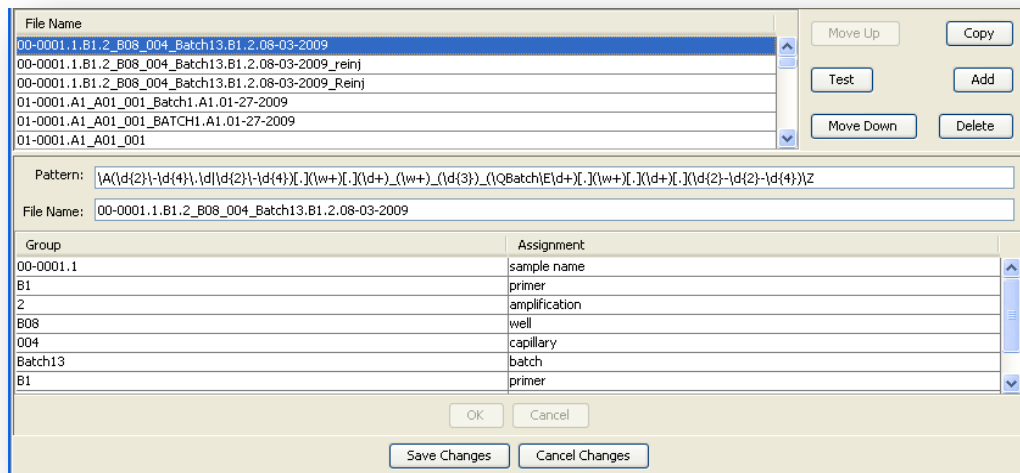 File Name
00-0001.1.B1.2_B08_004_Batch13.B1.2.08-03-2009
00-0001.1.B1.2_B08_004_Batch13.B1.2.08-03-2009_reinj
00-0001.1.B1.2_B08_004_Batch13.B1.2.08-03-2009_Reinj
01-0001.A1_A01_001_Batch1.A1.01-27-2009
01-0001.A1_A01_001_BATCH1.A1.01-27-2009
01-0001.A1_A01_001
Move Up Copy
Test Add
Move Down Delete
Pattern: \A(\d{2}\-\d{4}\.\d|\d{2}\-\d{4})[.](\w+)[.](\d+)_(\w+)_(\d{3})_(\QBatch\E\d+)[.](\w+)[.](\d+)[.](\d{2}-\d{2}-\d{4})\Z
File Name: 00-0001.1.B1.2_B08_004_Batch13.B1.2.08-03-2009
Group Assignment
00-0001.1 sample name
B1 primer
2 amplification
B08 well
004 capillary
Batch13 batch
B1 primer
OK Cancel
Save Changes Cancel Changes